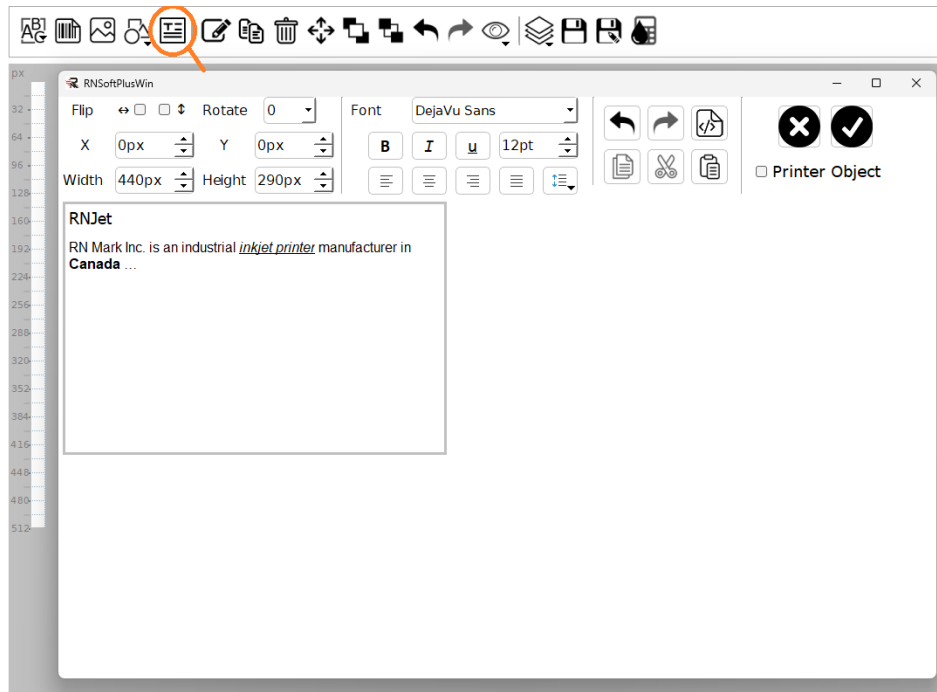 AB
AG
px
RNSoftPlusWin
Flip Rotate 0 Font DejaVu Sans
X 0px Y 0px B I u 12pt
Width 440px Height 290px
Printer Object
RNJet
RN Mark Inc. is an industrial inkjet printer manufacturer in
Canada ...
32
64
96
128
160
192
224
256
288
320
352
384
416
448
480
512